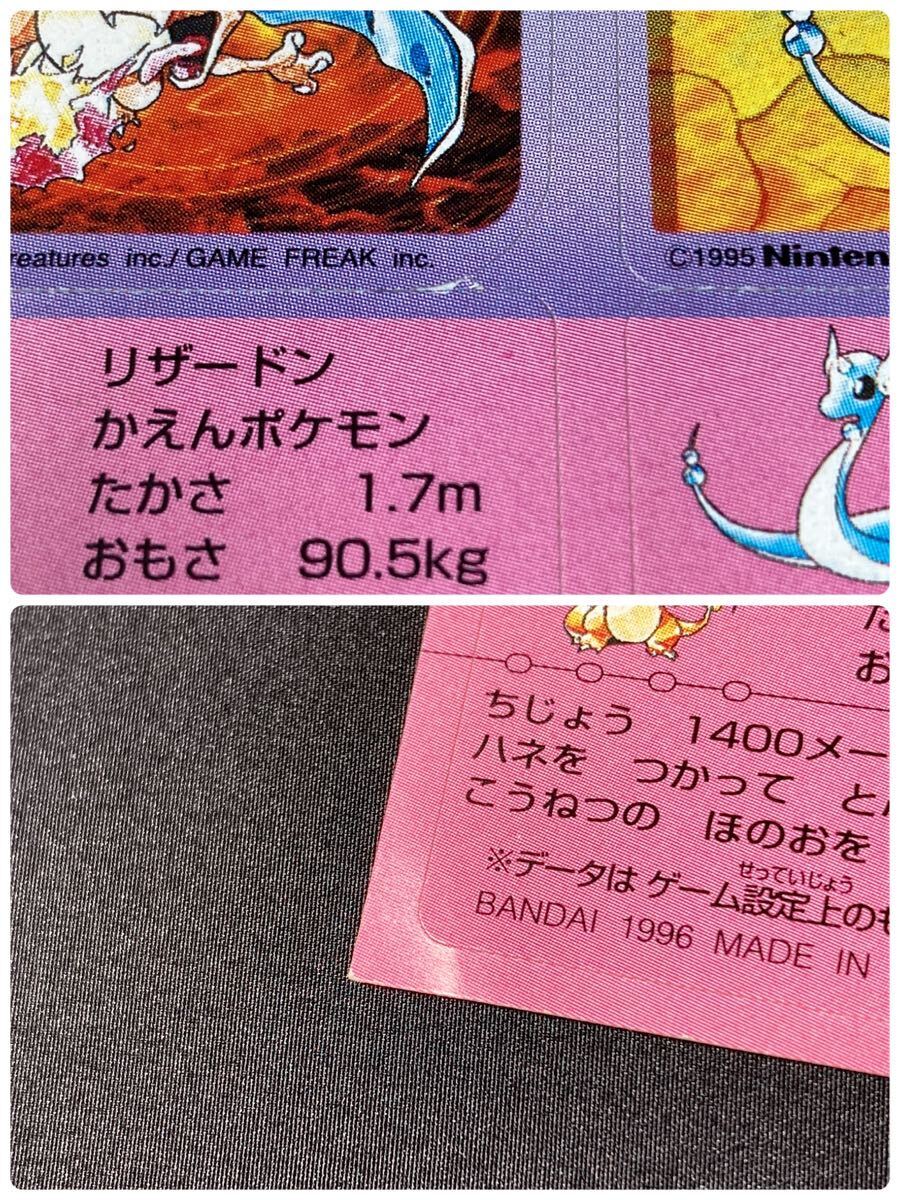 reatures inc./GAME FREAK inc.
©1995 Ninten
リザードン
かえんポケモン
たかさ 1.7m
おもさ 90.5kg
お
ちじょう 1400メー
ハネを つかって と
こうねつの ほのおを
せっていじょう
※データは ゲーム設定上のも
BANDAI 1996 MADE IN